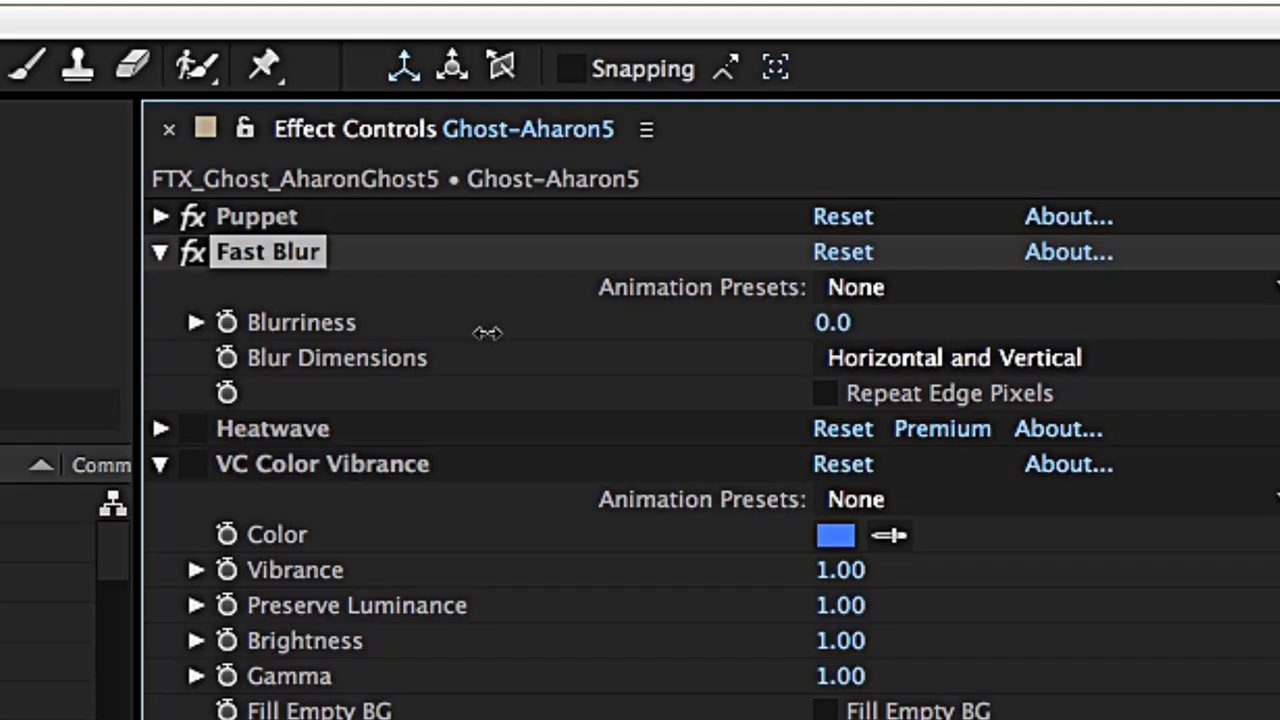 Snapping
× Effect Controls Ghost-Aharon5
FTX_Ghost_AharonGhost5 • Ghost-Aharon5
fx Puppet Reset About...
fx Fast Blur Reset About...
Animation Presets: None
Blurriness 0.0
Blur Dimensions Horizontal and Vertical
Repeat Edge Pixels
Heatwave Reset Premium About...
Comm
VC Color Vibrance Reset About...
Animation Presets: None
Color
Vibrance 1.00
Preserve Luminance 1.00
Brightness 1.00
Gamma 1.00
Fill Empty BG Fill Empty BG